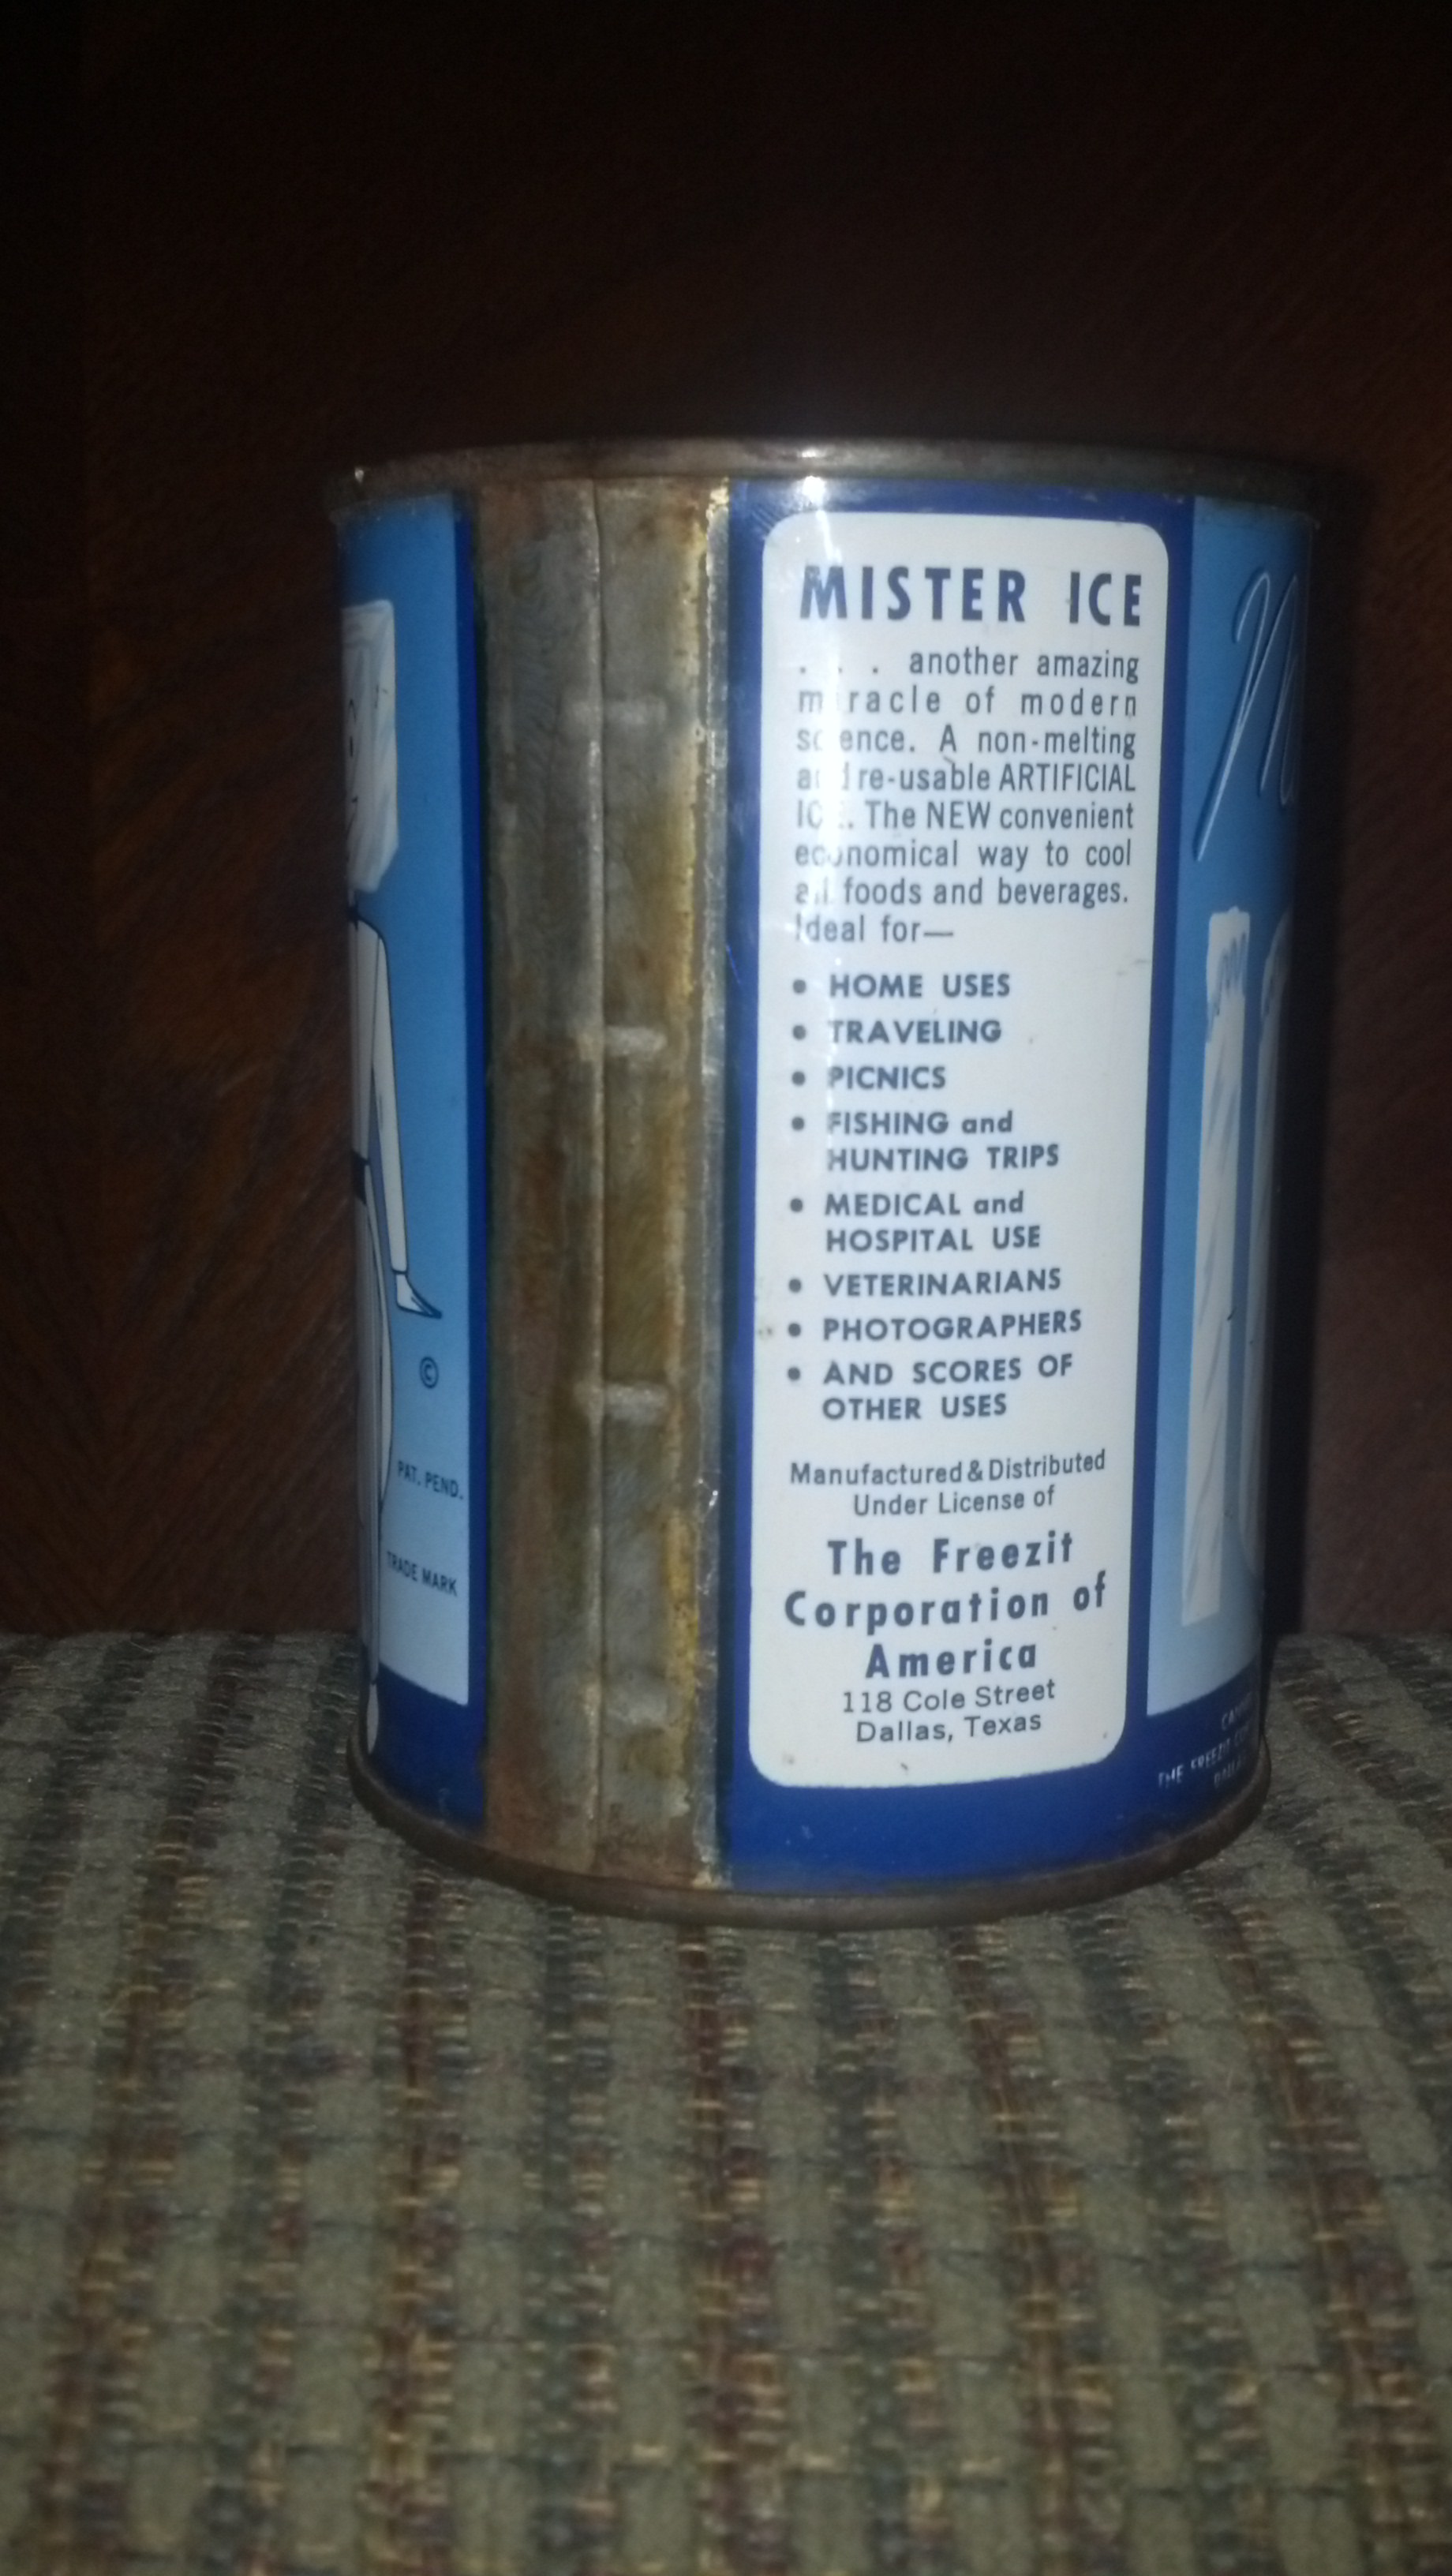 MISTER ICE
. . . another amazing
miracle of modern
science. A non-melting
and re-usable ARTIFICIAL
ICE. The NEW convenient
economical way to cool
all foods and beverages.
Ideal for—
• HOME USES
• TRAVELING
• PICNICS
• FISHING and
HUNTING TRIPS
• MEDICAL and
HOSPITAL USE
• VETERINARIANS
• PHOTOGRAPHERS
• AND SCORES OF
OTHER USES
Manufactured & Distributed
Under License of
The Freezit
Corporation of
America
118 Cole Street
Dallas, Texas
©
PAT. PEND.
TRADE MARK
THE FREEZIT